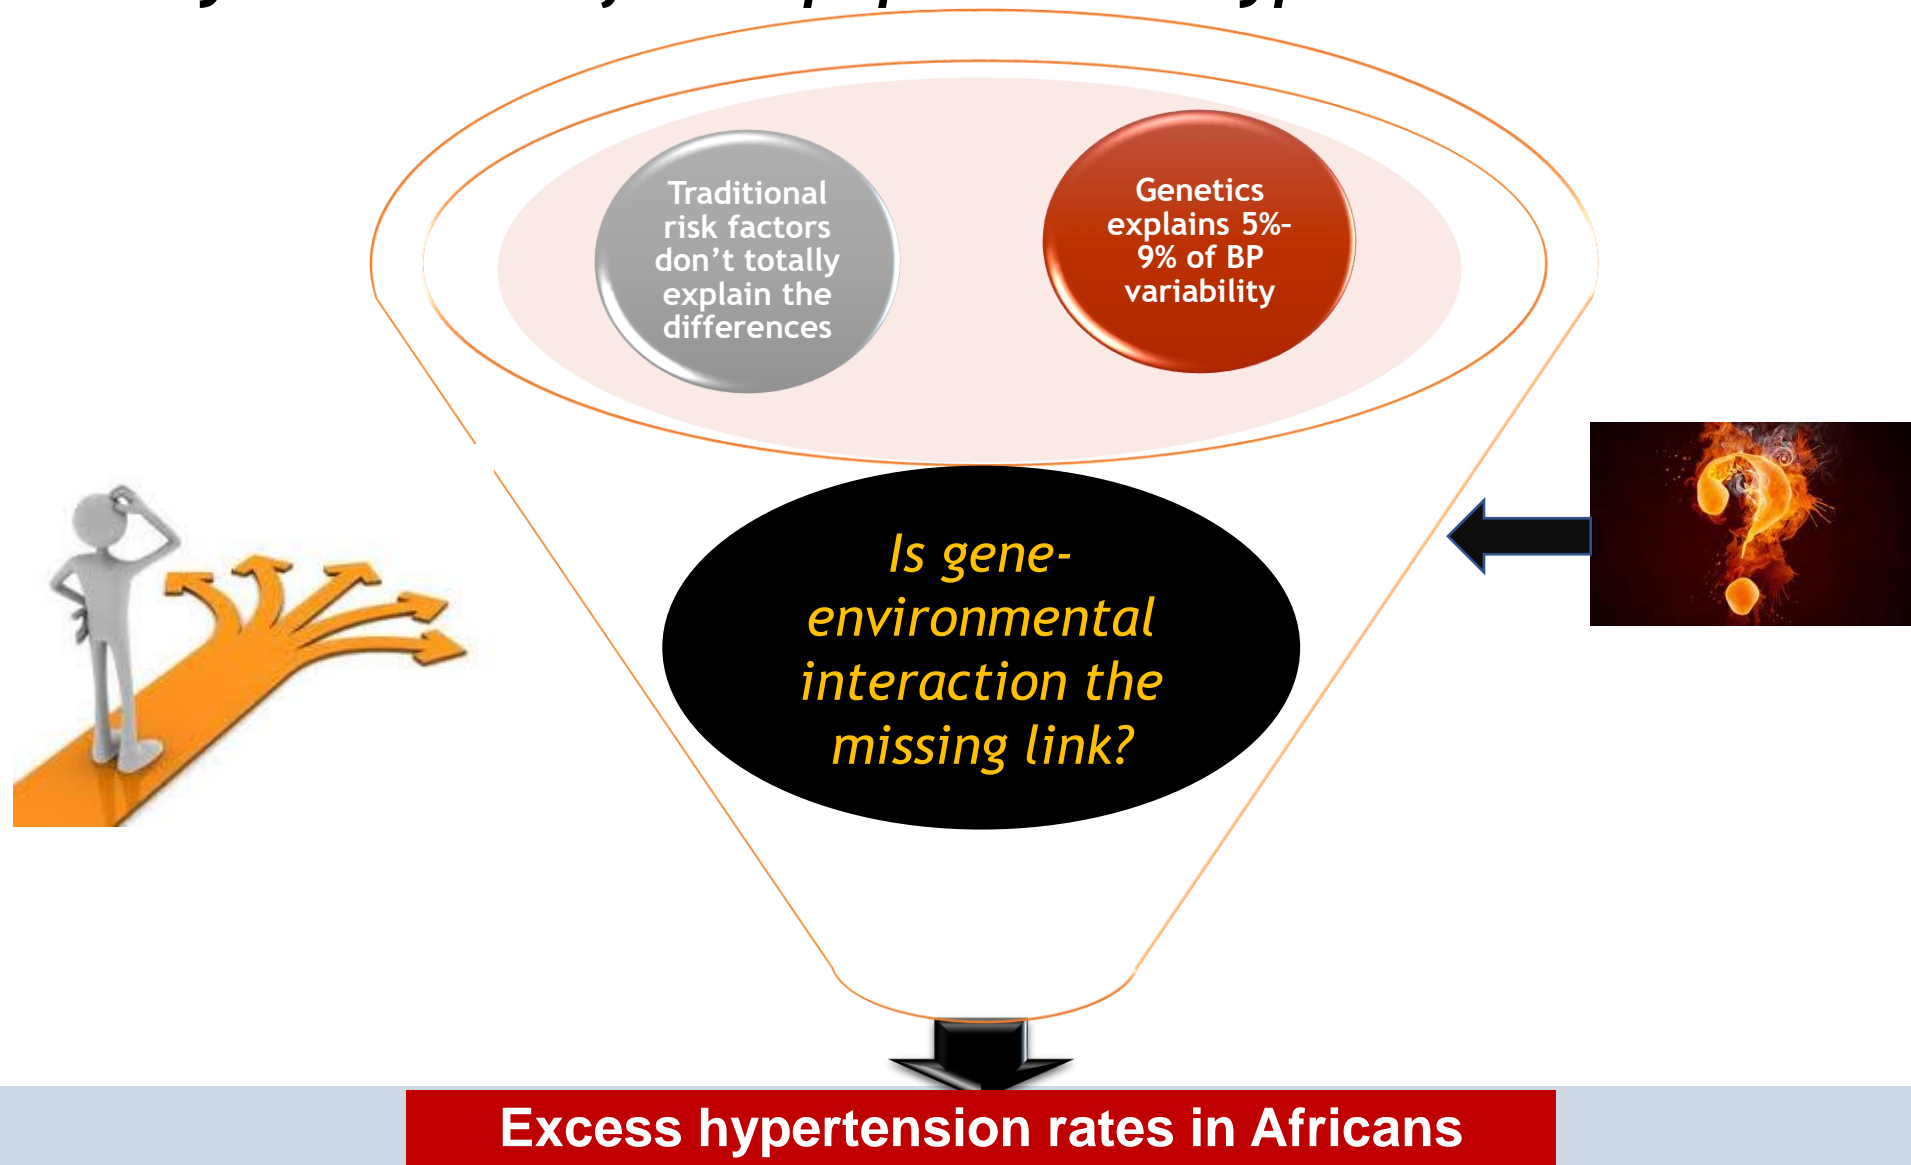 Traditional
risk factors
don't totally
explain the
differences
Genetics
explains 5%-
9% of BP
variability
Is gene-
environmental
interaction the
missing link?
Excess hypertension rates in Africans